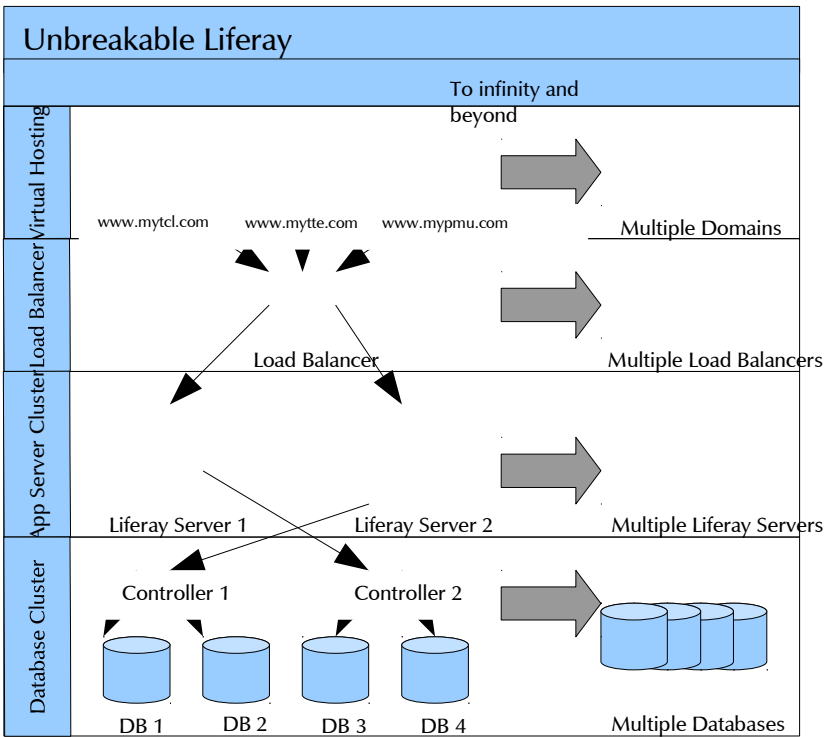 Unbreakable Liferay
To infinity and
beyond
Virtual Hosting
www.mytcl.com
www.mytte.com
www.mypmu.com
Multiple Domains
Load Balancer
Load Balancer
Multiple Load Balancers
App Server Cluster
Liferay Server 1
Liferay Server 2
Multiple Liferay Servers
Database Cluster
Controller 1
Controller 2
DB 1
DB 2
DB 3
DB 4
Multiple Databases